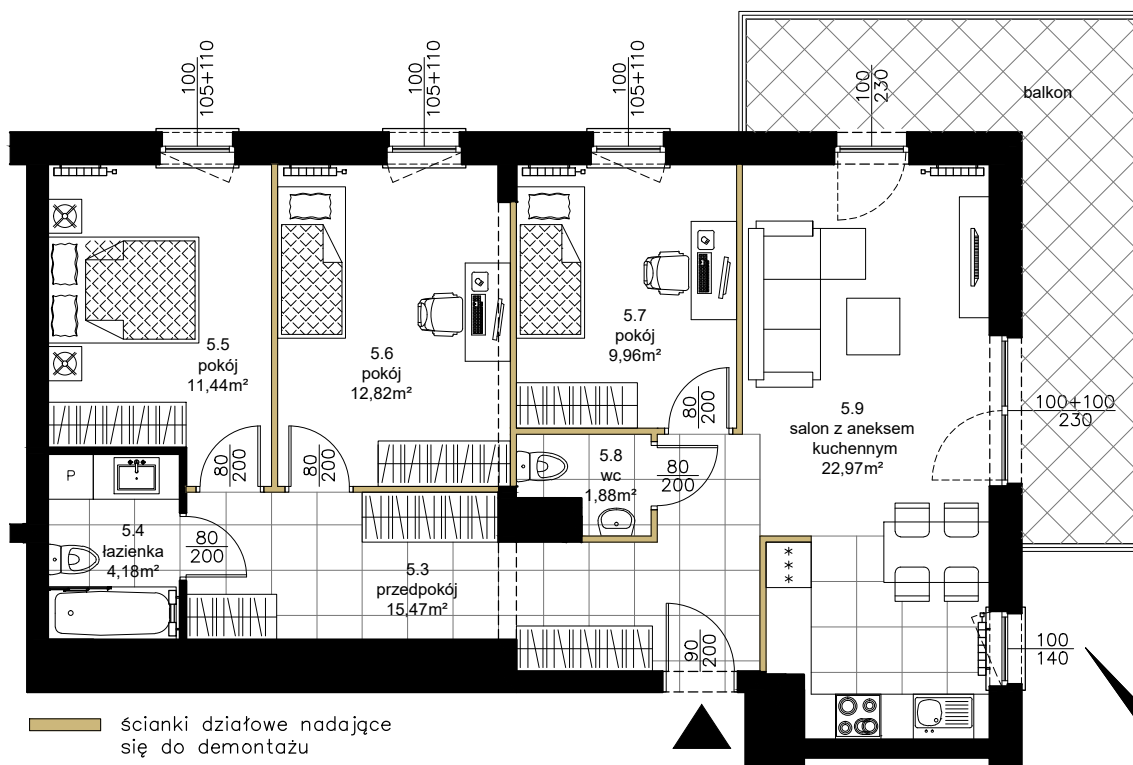 100
105+110
100
105+110
100
105+110
100
230
balkon
5.5
pokój
11,44m²
5.6
pokój
12,82m²
5.7
pokój
9,96m²
5.9
salon z aneksem
kuchennym
22,97m²
100+100
230
80
200
80
200
80
200
5.8
wc
1,88m²
80
200
P
5.4
łazienka
4,18m²
80
200
5.3
przedpokój
15,47m²
***
90
200
100
140
ścianki działowe nadające
się do demontażu